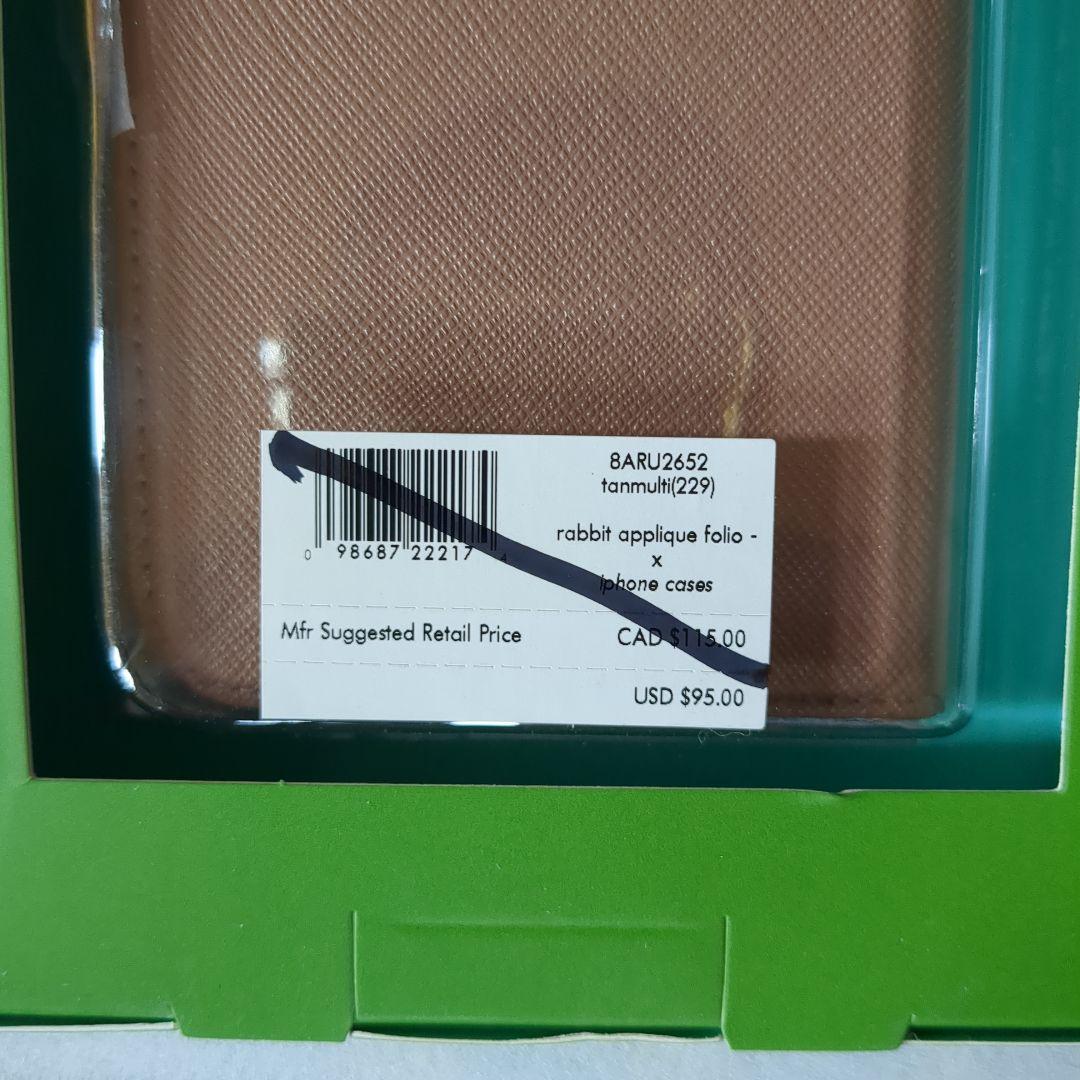 8ARU2652
tanmulti(229)
rabbit applique folio -
x
iphone cases
0 98687 22217 4
Mfr Suggested Retail Price CAD $115.00
USD $95.00